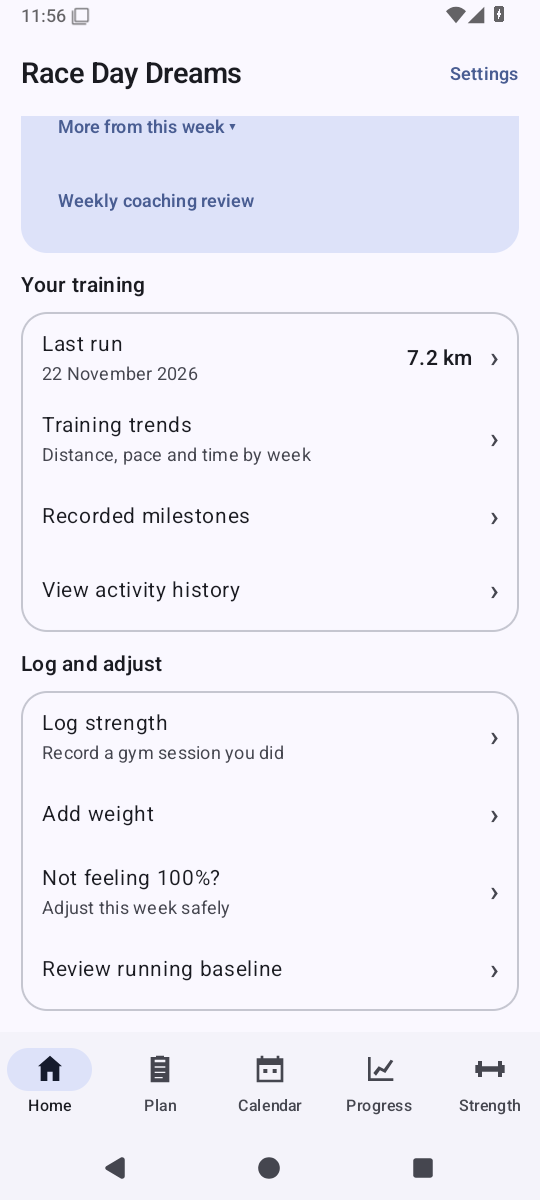 11:56
Race Day Dreams
Settings
More from this week ▾
Weekly coaching review
Your training
Last run
22 November 2026
7.2 km
Training trends
Distance, pace and time by week
Recorded milestones
View activity history
Log and adjust
Log strength
Record a gym session you did
Add weight
Not feeling 100%?
Adjust this week safely
Review running baseline
Home
Plan
Calendar
Progress
Strength